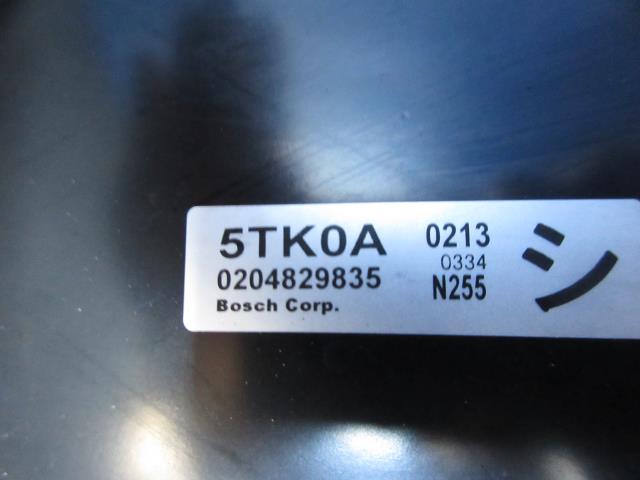 5TK0A 0213
0334
0204829835 N255
Bosch Corp.
シ